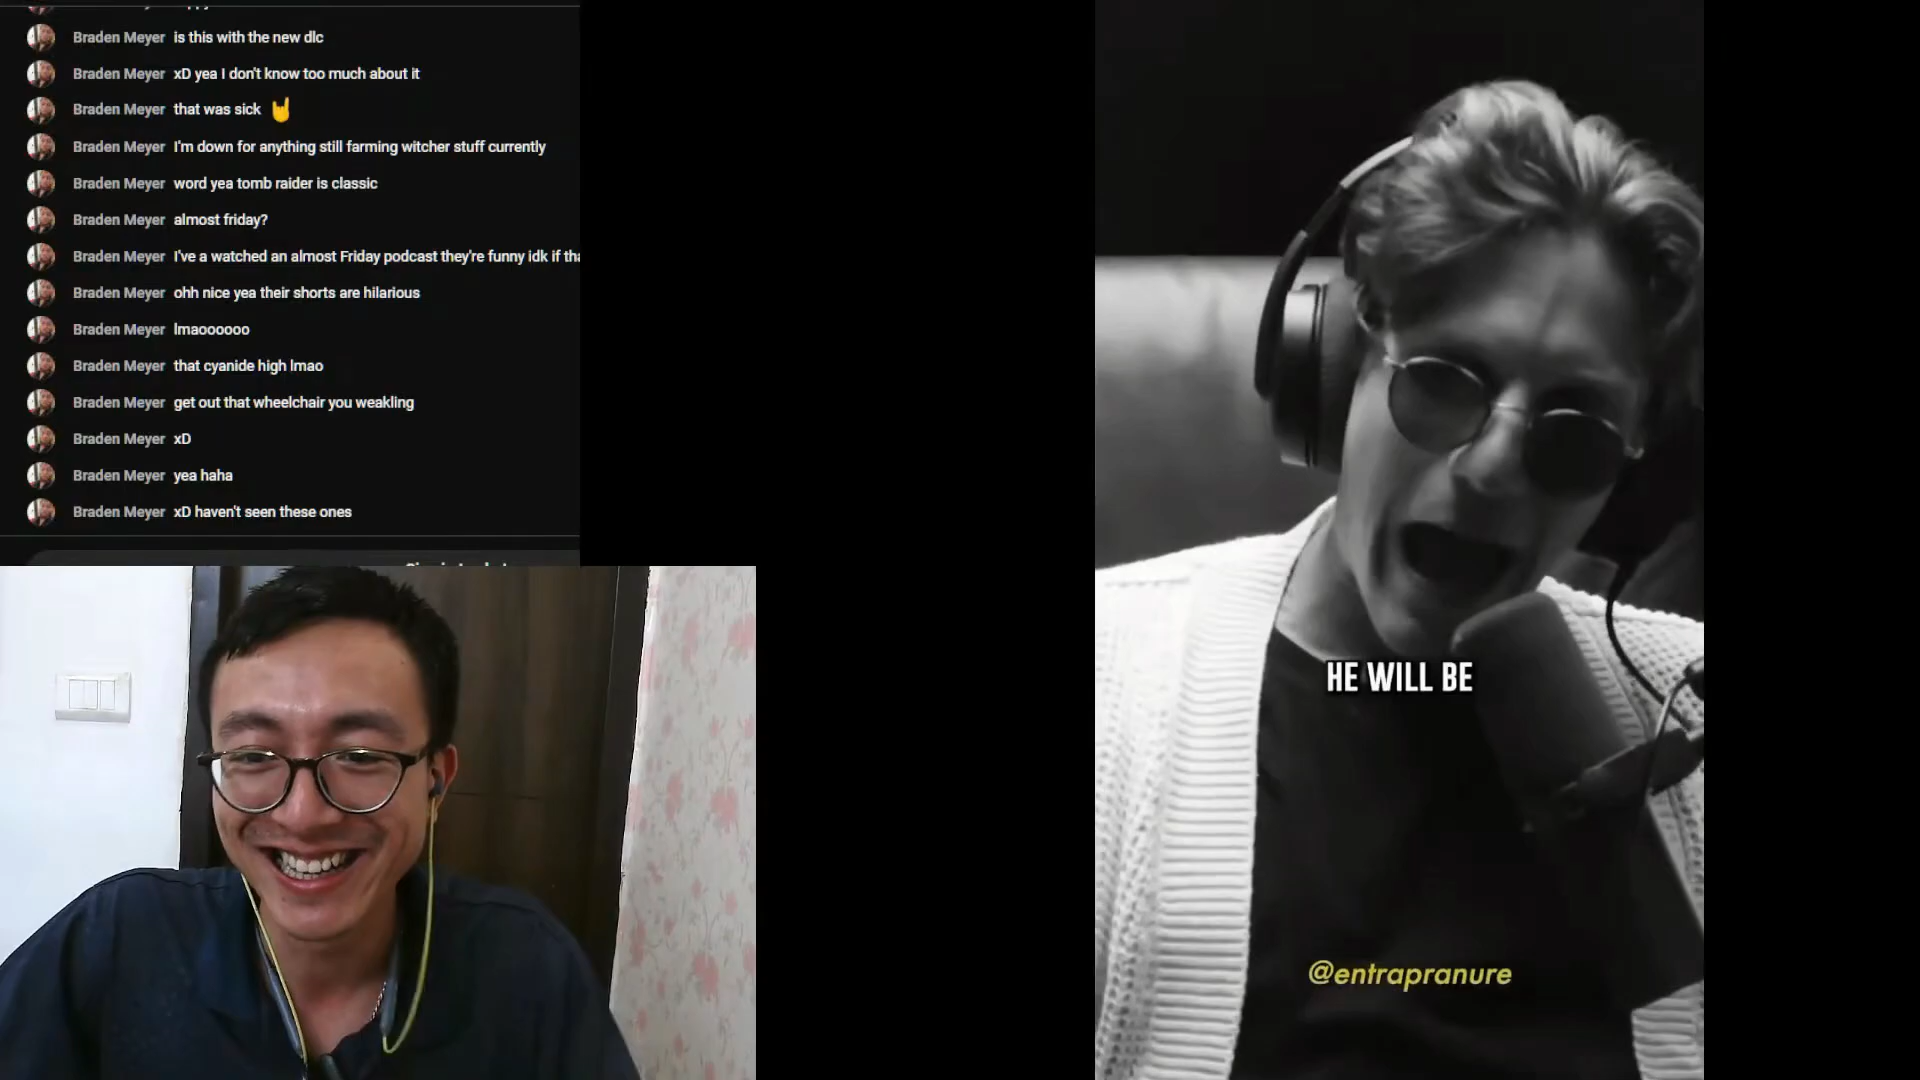 Braden Meyer is this with the new dlc
Braden Meyer xD yea I don't know too much about it
Braden Meyer that was sick 🤘
Braden Meyer I'm down for anything still farming witcher stuff currently
Braden Meyer word yea tomb raider is classic
Braden Meyer almost friday?
Braden Meyer I've a watched an almost Friday podcast they're funny idk if tha
Braden Meyer ohh nice yea their shorts are hilarious
Braden Meyer lmaoooooo
Braden Meyer that cyanide high lmao
Braden Meyer get out that wheelchair you weakling
Braden Meyer xD
Braden Meyer yea haha
Braden Meyer xD haven't seen these ones
HE WILL BE
@entrapranure